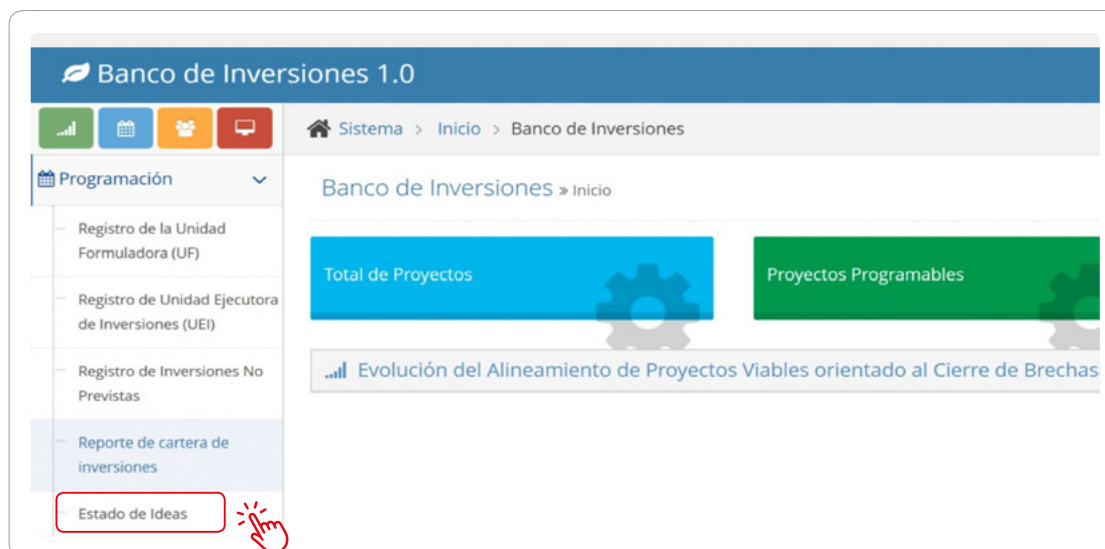 Banco de Inversiones 1.0
Sistema > Inicio > Banco de Inversiones
Programación
Registro de la Unidad
Formuladora (UF)
Registro de Unidad Ejecutora
de Inversiones (UEI)
Registro de Inversiones No
Previstas
Reporte de cartera de
inversiones
Estado de Ideas
Banco de Inversiones » Inicio
Total de Proyectos
Proyectos Programables
Evolución del Alineamiento de Proyectos Viables orientado al Cierre de Brechas